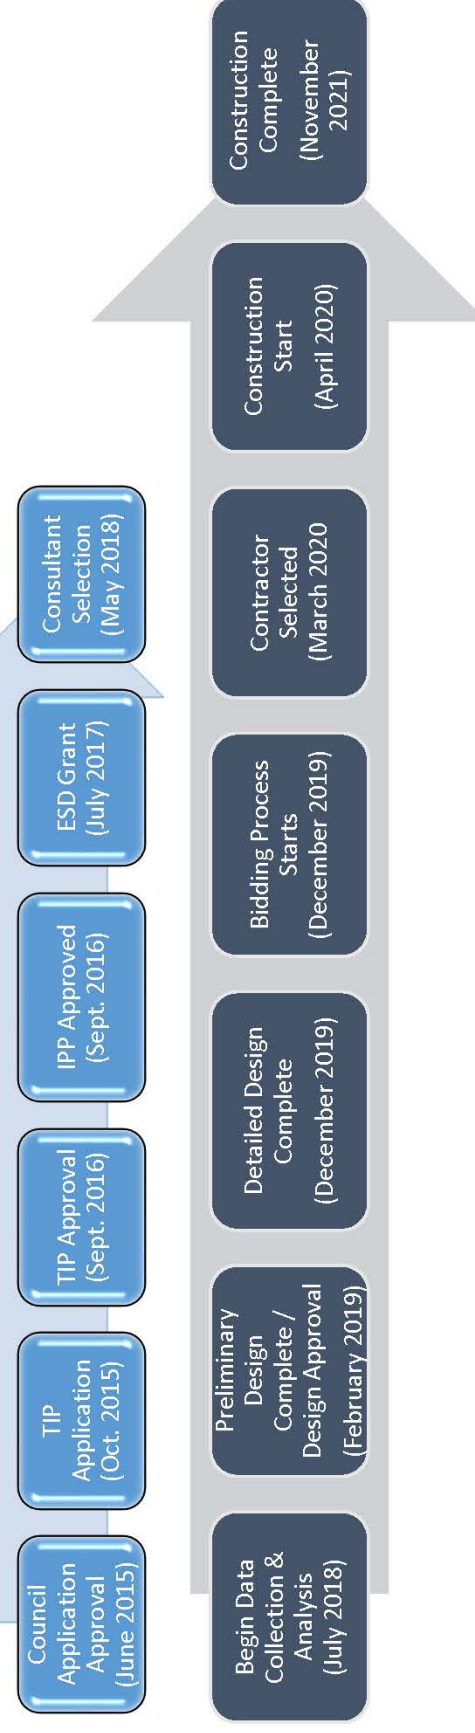 Council
Application
Approval
(June 2015)
TIP
Application
(Oct. 2015)
TIP Approval
(Sept. 2016)
IPP Approved
(Sept. 2016)
ESD Grant
(July 2017)
Consultant
Selection
(May 2018)
Begin Data
Collection &
Analysis
(July 2018)
Preliminary
Design
Complete /
Design Approval
(February 2019)
Detailed Design
Complete
(December 2019)
Bidding Process
Starts
(December 2019)
Contractor
Selected
(March 2020
Construction
Start
(April 2020)
Construction
Complete
(November
2021)